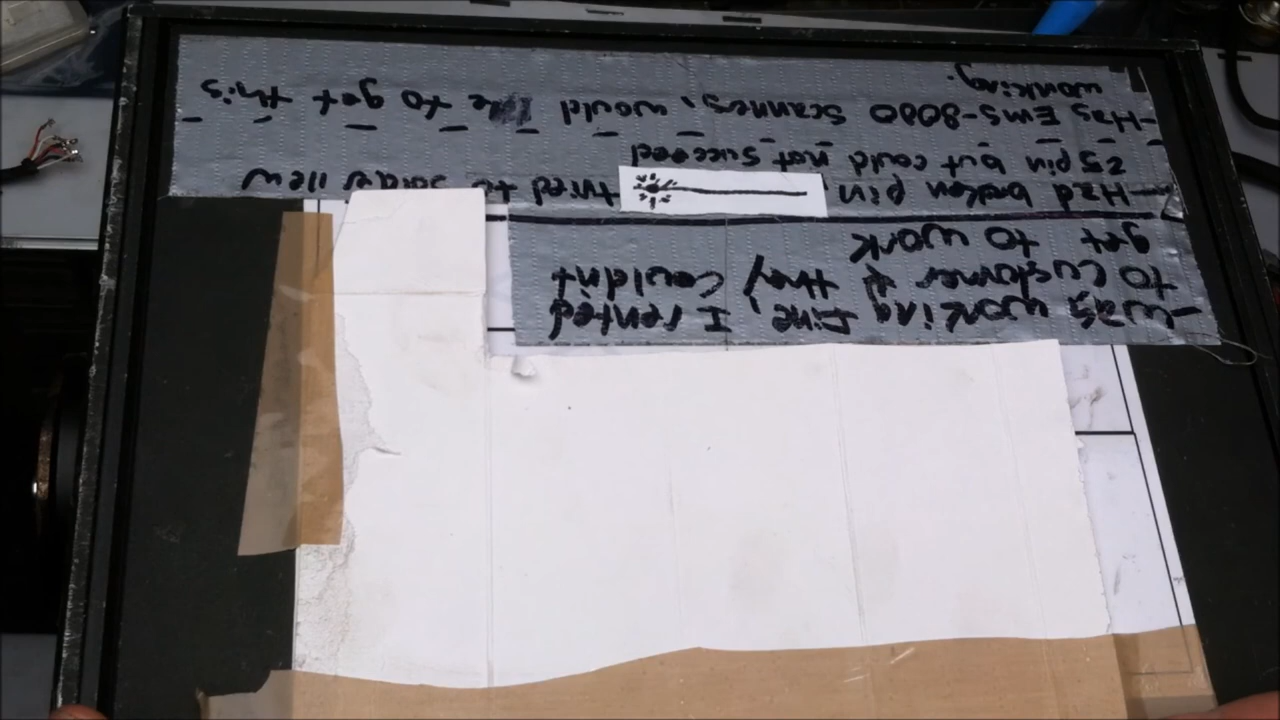 -Was working fine, I rented
to customer & they couldnt
get to work
-Had broken pin, tried to solder new
25 pin but could not succeed
-Has Ems-8080 scanner, would like to get this
working.